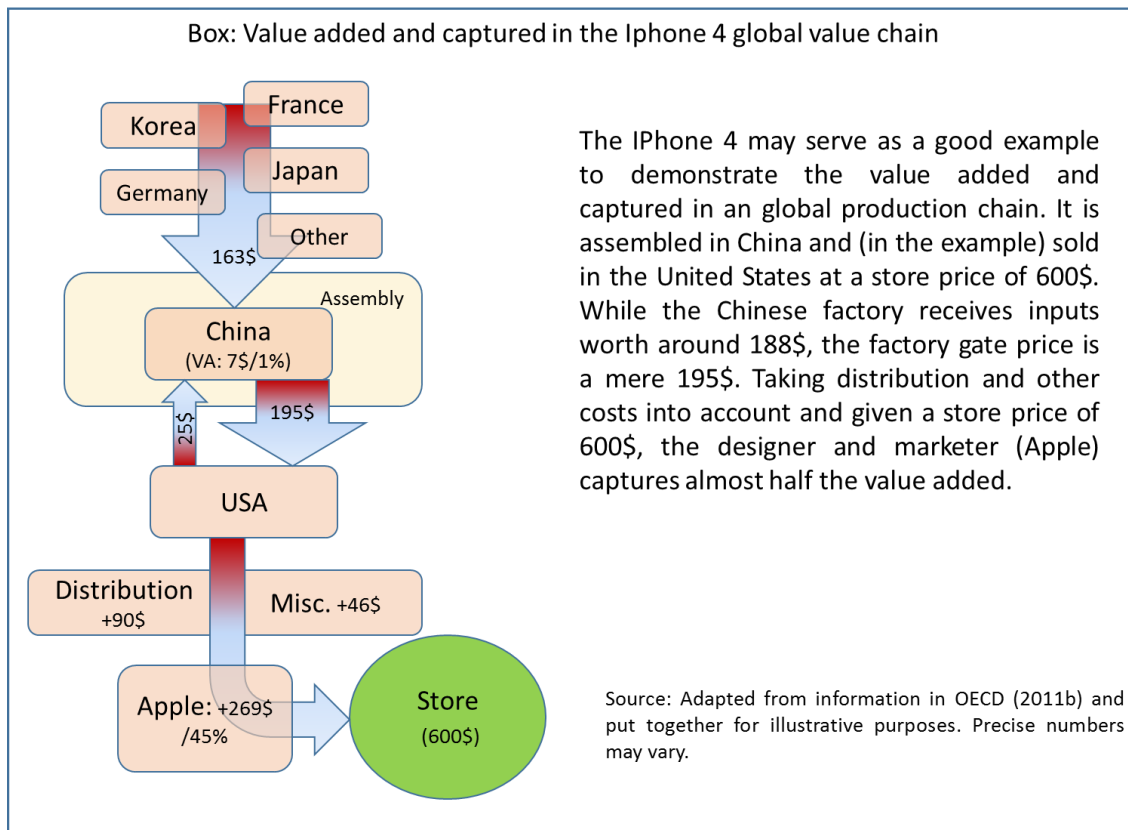 Box: Value added and captured in the Iphone 4 global value chain
France
Korea
Japan
Germany
Other
163$
Assembly
China
(VA: 7$/1%)
25$
195$
USA
Distribution
+90$
Misc. +46$
Apple: +269$
/45%
Store
(600$)
The IPhone 4 may serve as a good example
to demonstrate the value added and
captured in an global production chain. It is
assembled in China and (in the example) sold
in the United States at a store price of 600$.
While the Chinese factory receives inputs
worth around 188$, the factory gate price is
a mere 195$. Taking distribution and other
costs into account and given a store price of
600$, the designer and marketer (Apple)
captures almost half the value added.
Source: Adapted from information in OECD (2011b) and
put together for illustrative purposes. Precise numbers
may vary.